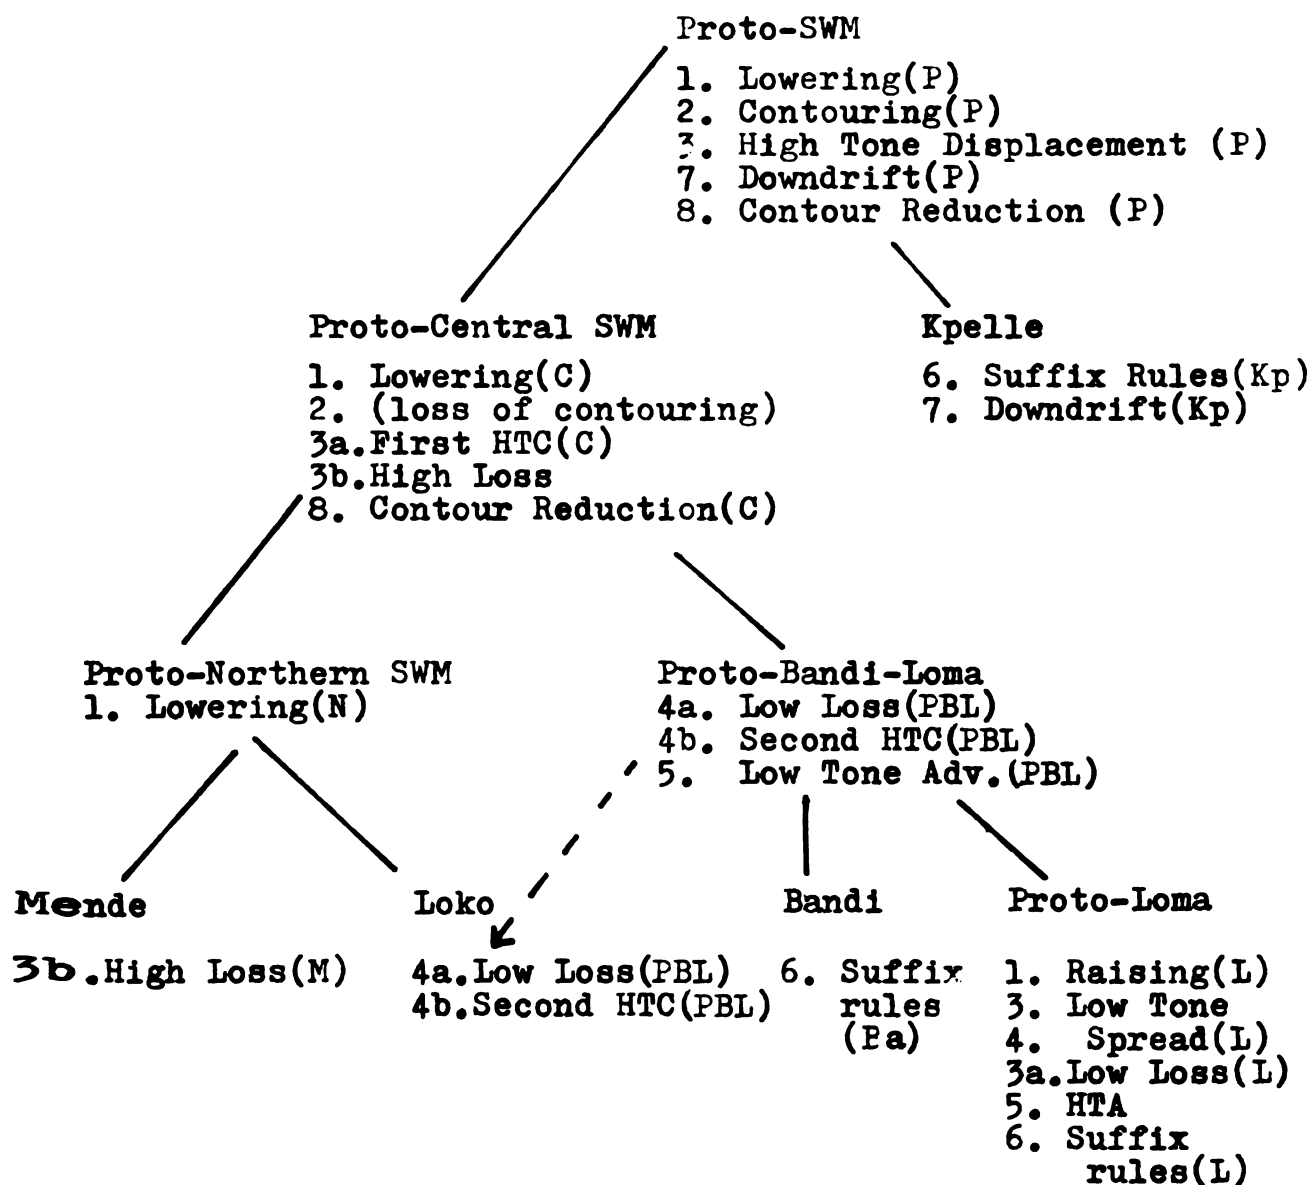 Proto-SWM
1. Lowering(P)
2. Contouring(P)
3. High Tone Displacement (P)
7. Downdrift(P)
8. Contour Reduction (P)
Proto-Central SWM
1. Lowering(C)
2. (loss of contouring)
3a.First HTC(C)
3b.High Loss
8. Contour Reduction(C)
Kpelle
6. Suffix Rules(Kp)
7. Downdrift(Kp)
Proto-Northern SWM
1. Lowering(N)
Proto-Bandi-Loma
4a. Low Loss(PBL)
4b. Second HTC(PBL)
5. Low Tone Adv.(PBL)
Mende
3b.High Loss(M)
Loko
4a.Low Loss(PBL)
4b.Second HTC(PBL)
Bandi
6. Suffix
rules
(Ba)
Proto-Loma
1. Raising(L)
3. Low Tone
4. Spread(L)
3a.Low Loss(L)
5. HTA
6. Suffix
rules(L)